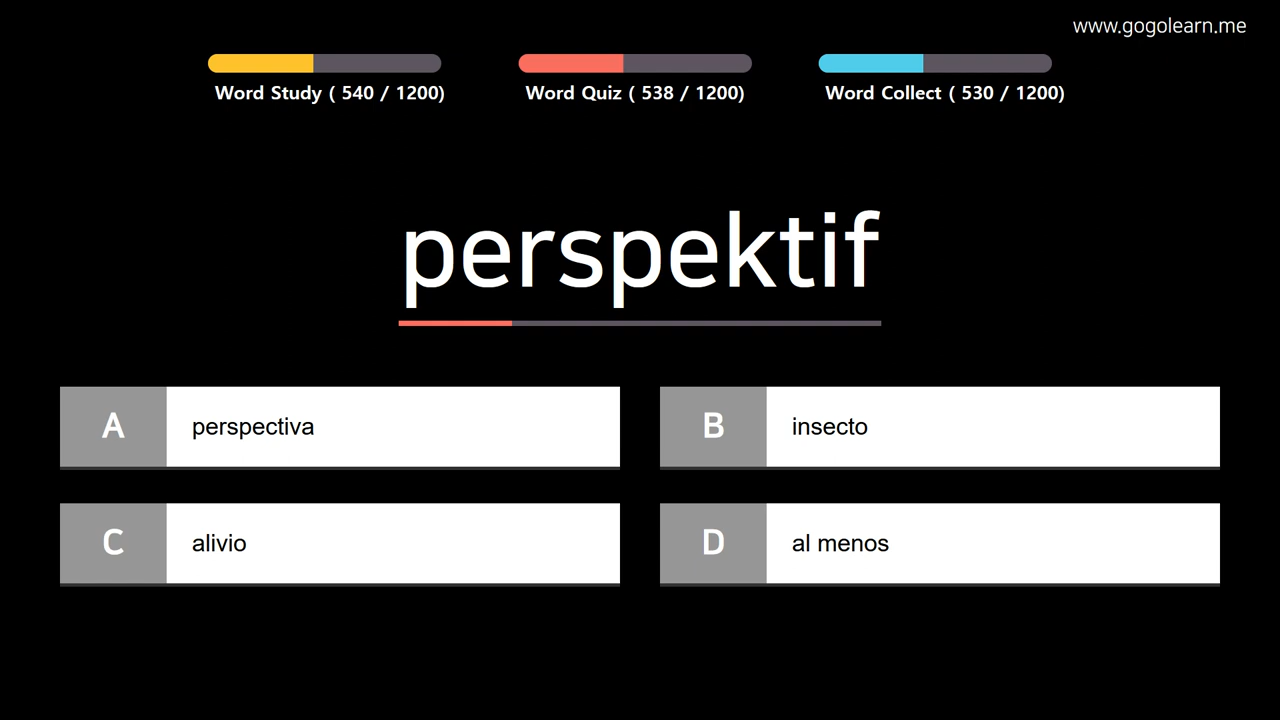 www.gogolearn.me
Word Study ( 540 / 1200)
Word Quiz ( 538 / 1200)
Word Collect ( 530 / 1200)
perspektif
A perspectiva
B insecto
C alivio
D al menos